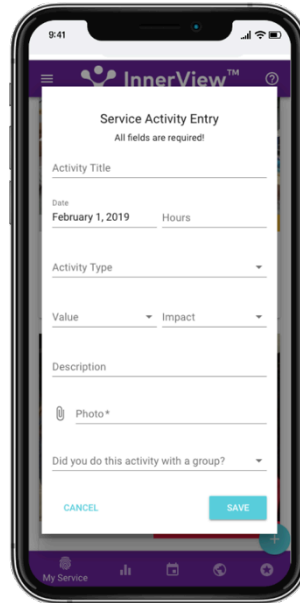 9:41
InnerView™
Service Activity Entry
All fields are required!
Activity Title
Date
February 1, 2019 Hours
Activity Type
Value Impact
Description
Photo*
Did you do this activity with a group?
CANCEL SAVE
My Service